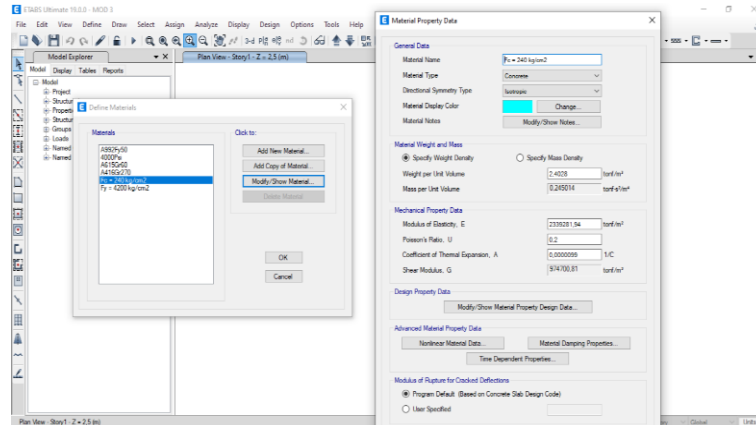 ETABS Ultimate 19.0.0 - MOD 3
File Edit View Define Draw Select Assign Analyze Display Design Options Tools Help
Model Explorer
Plan View - Story1 - Z = 2,5 (m)
Model Display Tables Reports
Model
Project
Structur
Properti
Structur
Groups
Loads
Named
Named
Define Materials
Materials
A992Fy50
4000Psi
A615Gr60
A416Gr270
Fc = 240 kg/cm2
Fy = 4200 kg/cm2
Click to:
Add New Material...
Add Copy of Material...
Modify/Show Material...
Delete Material
OK
Cancel
Material Property Data
General Data
Material Name Fc = 240 kg/cm2
Material Type Concrete
Directional Symmetry Type Isotropic
Material Display Color Change...
Material Notes Modify/Show Notes...
Material Weight and Mass
Specify Weight Density Specify Mass Density
Weight per Unit Volume 2,4028 tonf/m³
Mass per Unit Volume 0,245014 tonf-s²/m⁴
Mechanical Property Data
Modulus of Elasticity, E 2339281,94 tonf/m²
Poisson's Ratio, U 0,2
Coefficient of Thermal Expansion, A 0,0000099 1/C
Shear Modulus, G 974700,81 tonf/m²
Design Property Data
Modify/Show Material Property Design Data...
Advanced Material Property Data
Nonlinear Material Data... Material Damping Properties...
Time Dependent Properties...
Modulus of Rupture for Cracked Deflections
Program Default (Based on Concrete Slab Design Code)
User Specified
Plan View - Story1 - Z = 2,5 (m)
Global
Units